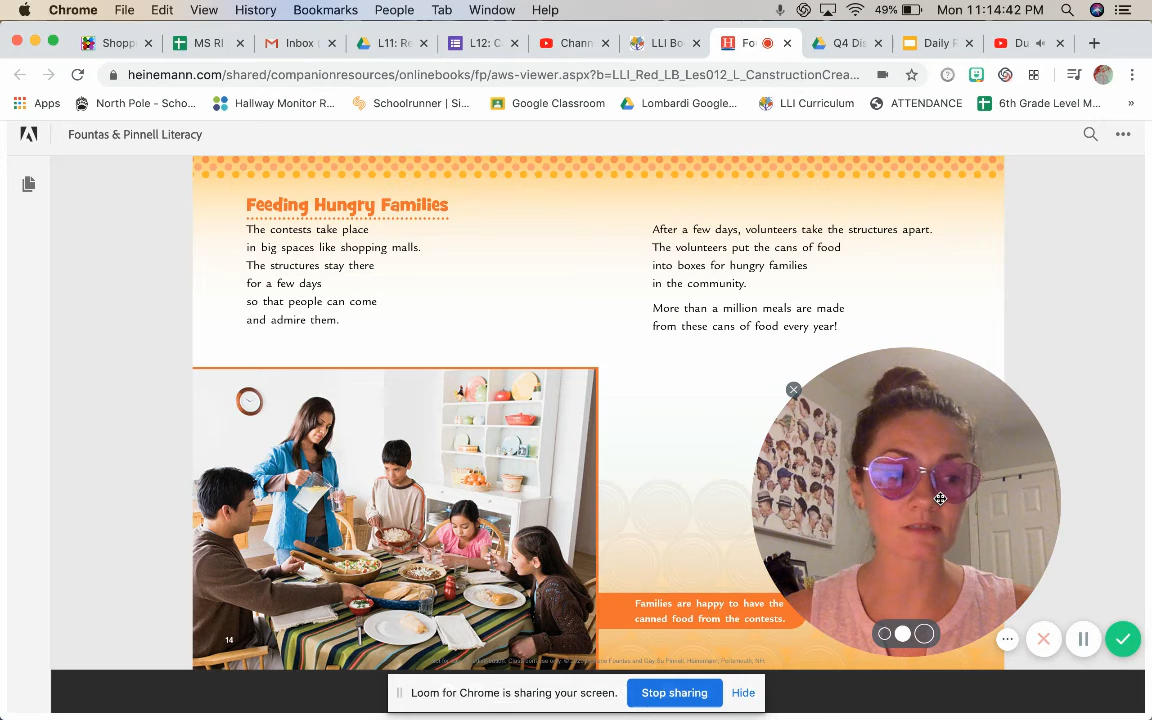 Chrome File Edit View History Bookmarks People Tab Window Help 49% Mon 11:14:42 PM
Shopp MS RI Inbox ( L11: Re L12: C Chann LLI Bo Fo Q4 Dis Daily R Du
heinemann.com/shared/companionresources/onlinebooks/fp/aws-viewer.aspx?b=LLI_Red_LB_Les012_L_CanstructionCrea...
Apps North Pole - Scho... Hallway Monitor R... Schoolrunner | Si... Google Classroom Lombardi Google... LLI Curriculum ATTENDANCE 6th Grade Level M... »
Fountas & Pinnell Literacy
Feeding Hungry Families
The contests take place
in big spaces like shopping malls.
The structures stay there
for a few days
so that people can come
and admire them.
After a few days, volunteers take the structures apart.
The volunteers put the cans of food
into boxes for hungry families
in the community.
More than a million meals are made
from these cans of food every year!
Families are happy to have the
canned food from the contests.
14
Loom for Chrome is sharing your screen. Stop sharing Hide